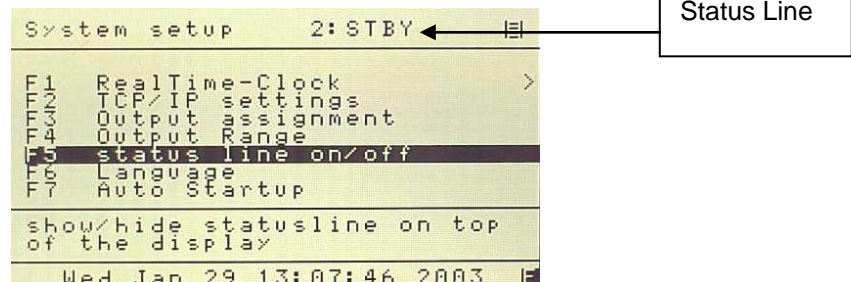 Status Line
System setup 2:STBY
F1 RealTime-Clock >
F2 TCP/IP settings
F3 Output assignment
F4 Output Range
F5 status line on/off
F6 Language
F7 Auto Startup
show/hide statusline on top
of the display
Wed Jan 29 13:07:46 2003